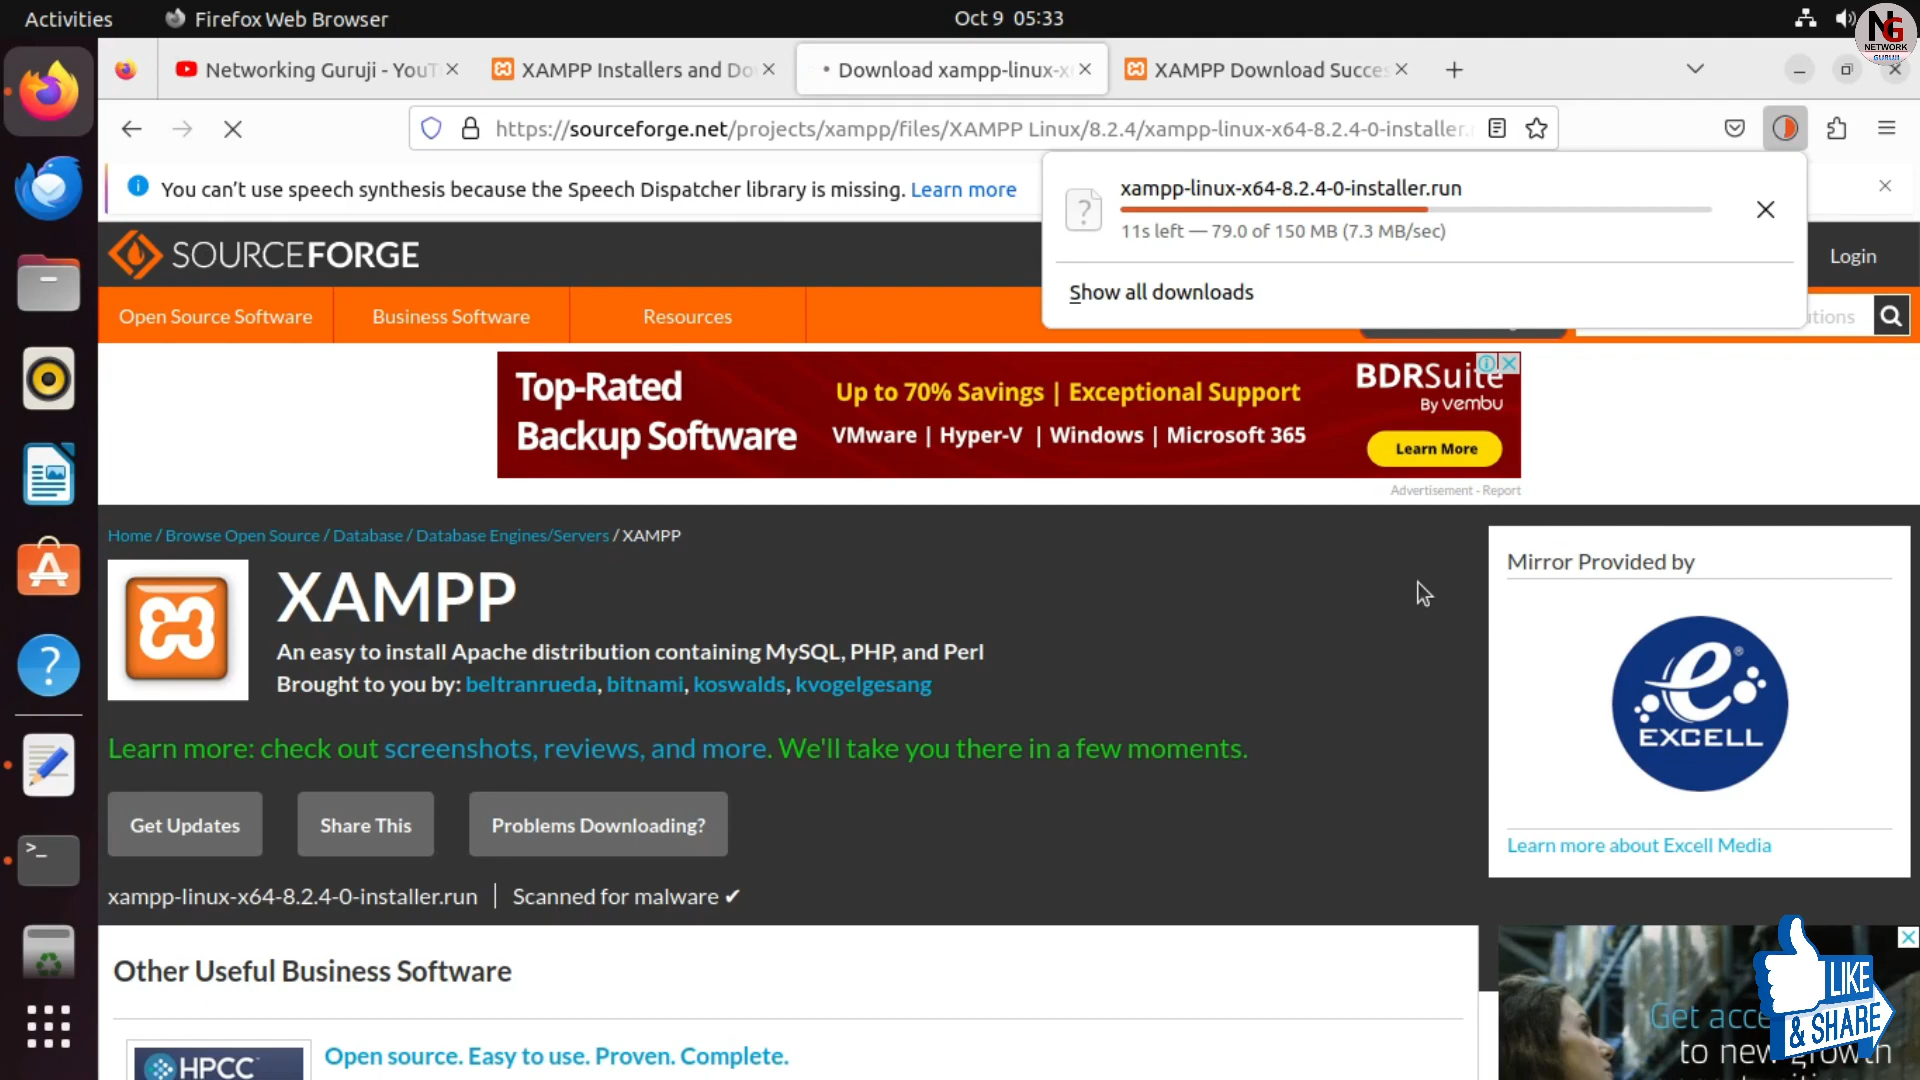 Activities
Firefox Web Browser
Oct 9 05:33
NG
NETWORK
GURUJI
Networking Guruji - YouT
XAMPP Installers and Do
Download xampp-linux-x
XAMPP Download Succes
https://sourceforge.net/projects/xampp/files/XAMPP Linux/8.2.4/xampp-linux-x64-8.2.4-0-installer.
You can't use speech synthesis because the Speech Dispatcher library is missing. Learn more
xampp-linux-x64-8.2.4-0-installer.run
11s left — 79.0 of 150 MB (7.3 MB/sec)
Show all downloads
SOURCEFORGE
Login
Open Source Software
Business Software
Resources
Top-Rated
Backup Software
Up to 70% Savings | Exceptional Support
VMware | Hyper-V | Windows | Microsoft 365
BDRSuite
By Vembu
Learn More
Advertisement - Report
Home / Browse Open Source / Database / Database Engines/Servers / XAMPP
XAMPP
An easy to install Apache distribution containing MySQL, PHP, and Perl
Brought to you by: beltranrueda, bitnami, koswalds, kvogelgesang
Mirror Provided by
e
EXCELL
Learn more about Excell Media
Learn more: check out screenshots, reviews, and more. We'll take you there in a few moments.
Get Updates
Share This
Problems Downloading?
xampp-linux-x64-8.2.4-0-installer.run | Scanned for malware ✓
Other Useful Business Software
HPCC
Open source. Easy to use. Proven. Complete.
Get acce
to new growth
LIKE
& SHARE